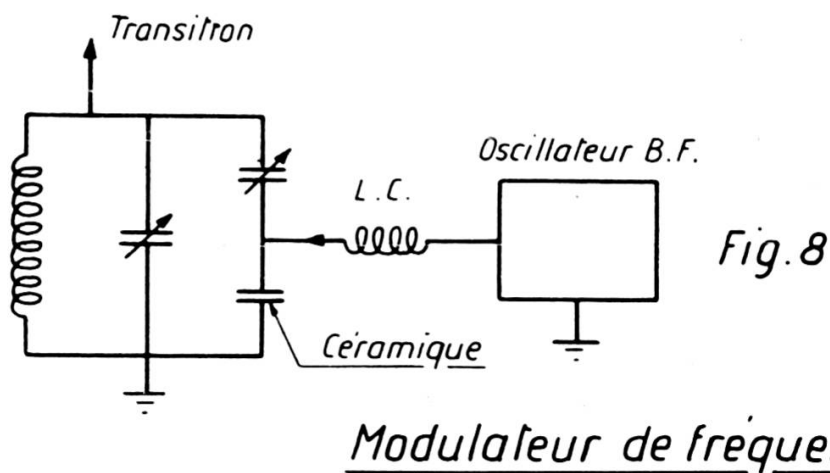 Transitron
Oscillateur B.F.
L.C.
Fig. 8
Céramique
Modulateur de fréque